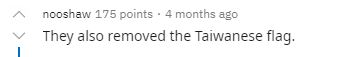 nooshaw 175 points · 4 months ago
They also removed the Taiwanese flag.